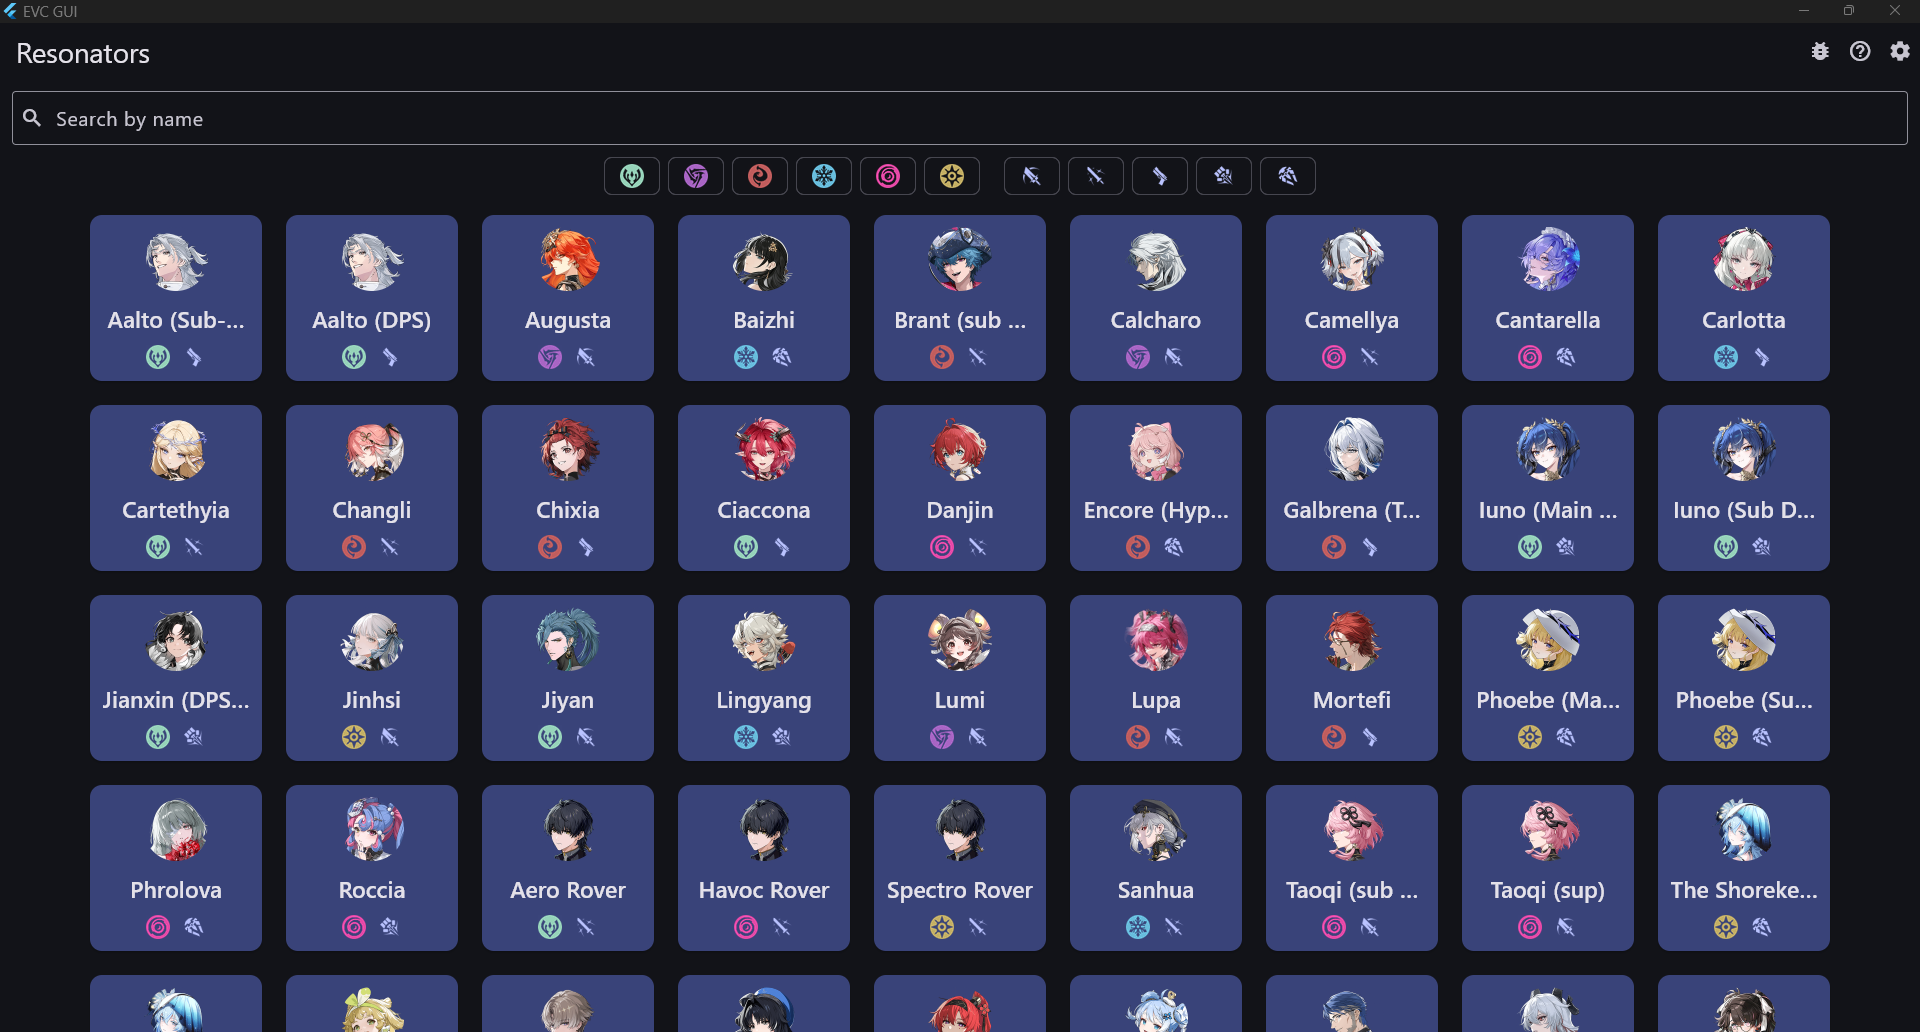 EVC GUI
Resonators
Search by name
Aalto (Sub-...
Aalto (DPS)
Augusta
Baizhi
Brant (sub ...
Calcharo
Camellya
Cantarella
Carlotta
Cartethyia
Changli
Chixia
Ciaccona
Danjin
Encore (Hyp...
Galbrena (T...
Iuno (Main ...
Iuno (Sub D...
Jianxin (DPS...
Jinhsi
Jiyan
Lingyang
Lumi
Lupa
Mortefi
Phoebe (Ma...
Phoebe (Su...
Phrolova
Roccia
Aero Rover
Havoc Rover
Spectro Rover
Sanhua
Taoqi (sub ...
Taoqi (sup)
The Shoreke...